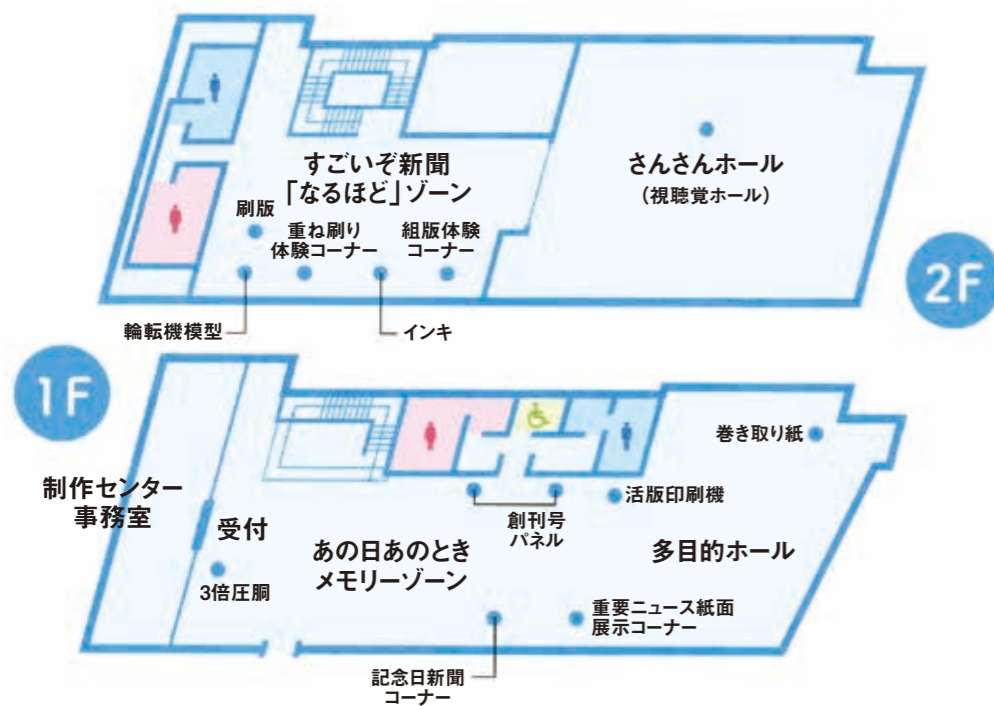 すごいぞ新聞
「なるほど」ゾーン
さんさんホール
(視聴覚ホール)
刷版
重ね刷り
体験コーナー
組版体験
コーナー
2F
輪転機模型
インキ
1F
巻き取り紙
制作センター
事務室
活版印刷機
受付
創刊号
パネル
あの日あのとき
メモリーゾーン
多目的ホール
3倍圧胴
重要ニュース紙面
展示コーナー
記念日新聞
コーナー